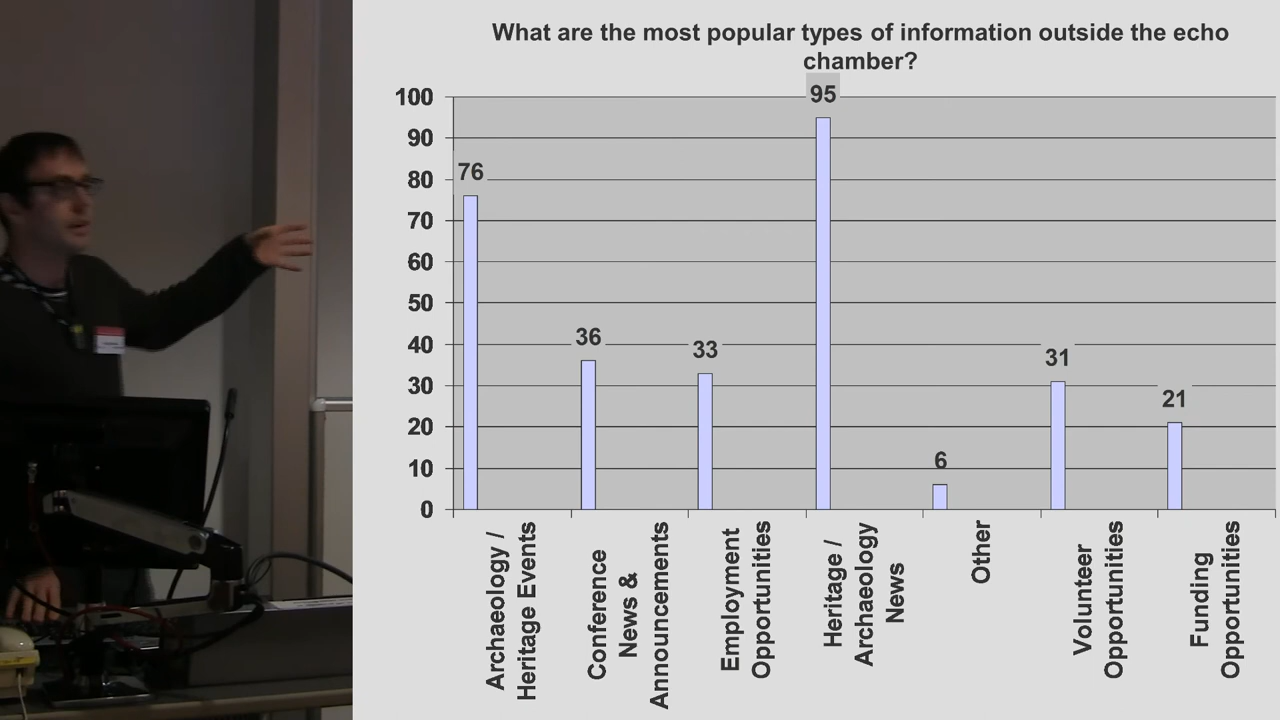 What are the most popular types of information outside the echo
chamber?
100
90
80
70
60
50
40
30
20
10
0
76
36
33
95
6
31
21
Archaeology /
Heritage Events
Conference
News &
Announcements
Employment
Opportunities
Heritage /
Archaeology
News
Other
Volunteer
Opportunities
Funding
Opportunities